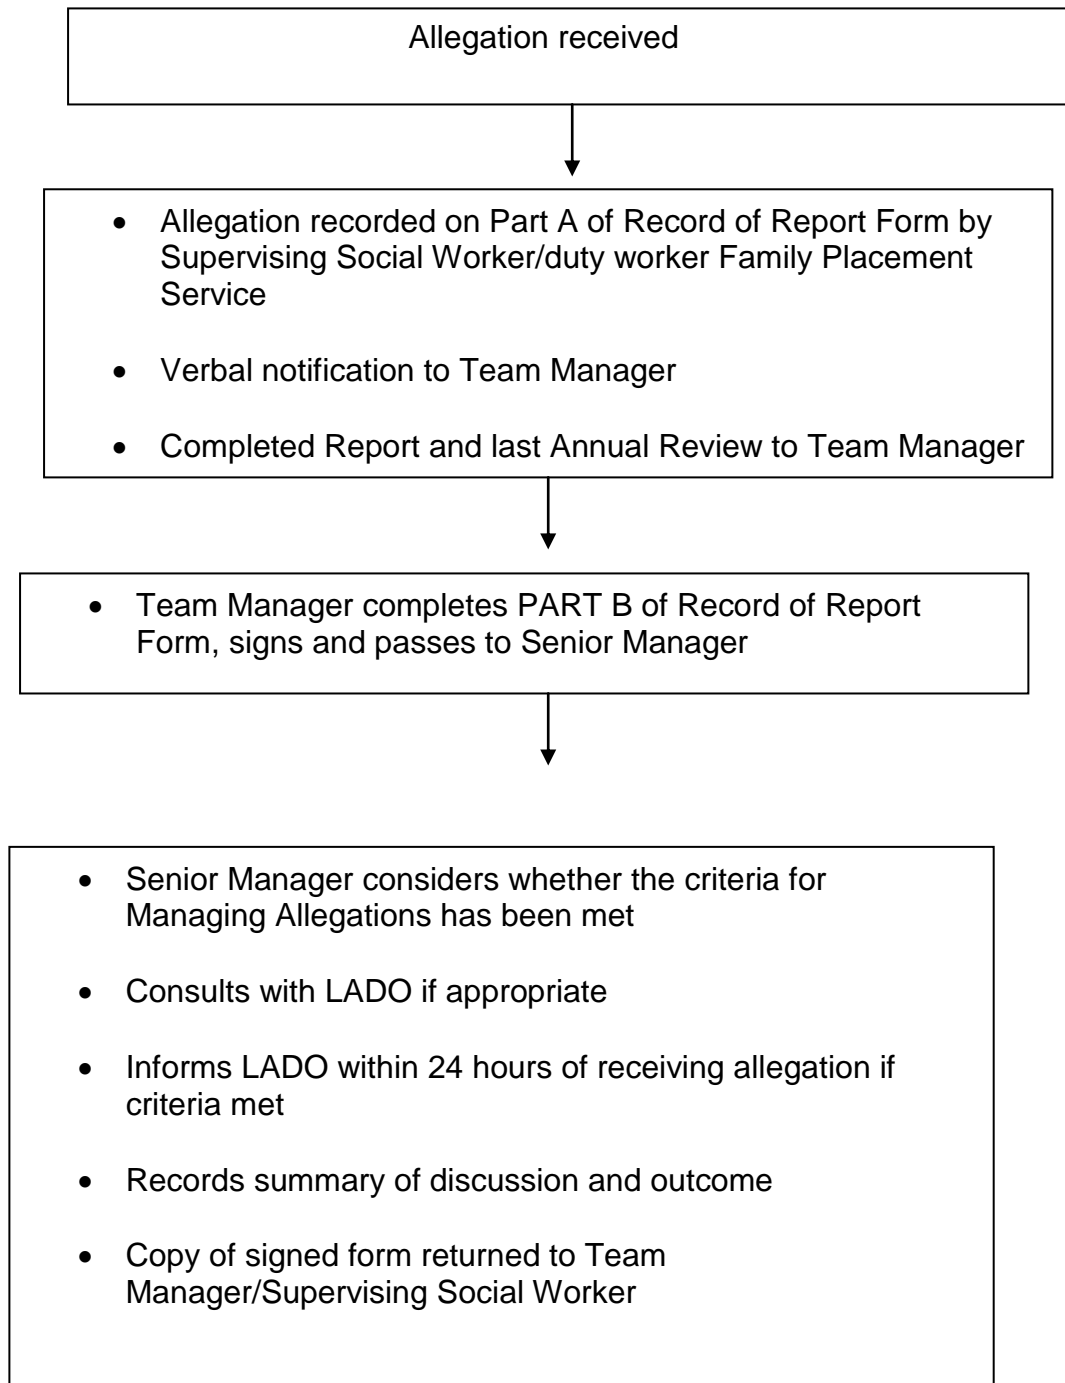 Allegation received
• Allegation recorded on Part A of Record of Report Form by
Supervising Social Worker/duty worker Family Placement
Service
• Verbal notification to Team Manager
• Completed Report and last Annual Review to Team Manager
• Team Manager completes PART B of Record of Report
Form, signs and passes to Senior Manager
• Senior Manager considers whether the criteria for
Managing Allegations has been met
• Consults with LADO if appropriate
• Informs LADO within 24 hours of receiving allegation if
criteria met
• Records summary of discussion and outcome
• Copy of signed form returned to Team
Manager/Supervising Social Worker